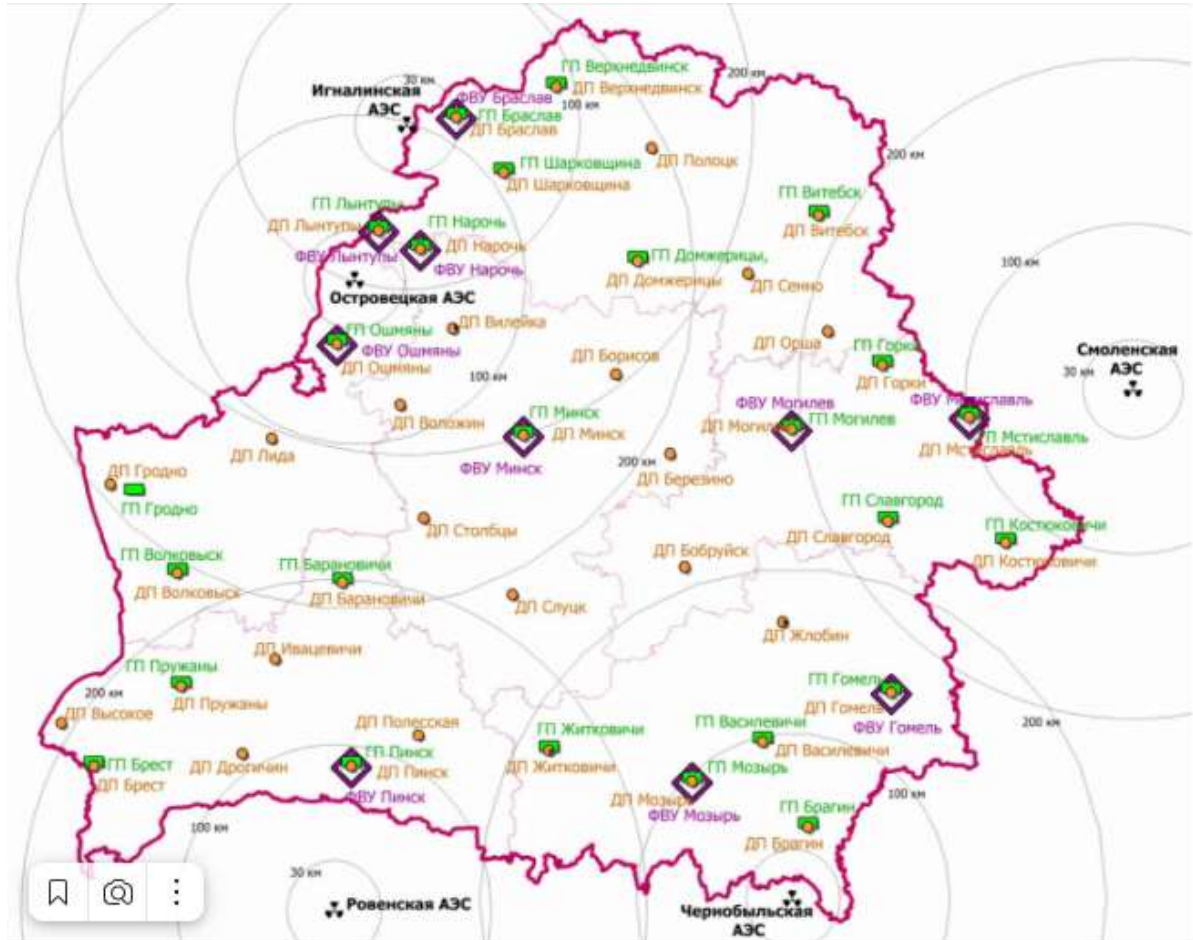 ГП Верхнедвинск
ДП Верхнедвинск
200 км
30 км
Игналинская
АЭС
ФВУ Браслав
100 км
ГП Браслав
ДП Браслав
ДП Полоцк
200 км
ГП Шарковщина
ДП Шарковщина
ГП Витебск
ДП Витебск
ГП Лынтупы
ДП Лынтупы
ФВУ Лынтупы
ГП Нарочь
ДП Нарочь
ФВУ Нарочь
ГП Домжерицы,
ДП Домжерицы
ДП Сенно
100 км
Островецкая АЭС
ДП Вилейка
ГП Ошмяны
ФВУ Ошмяны
ДП Ошмяны
ДП Борисов
ДП Орша
ГП Горки
ДП Горки
Смоленская
АЭС
30 км
100 км
ДП Воложин
ГП Минск
ДП Минск
ФВУ Минск
ФВУ Могилев
ДП Могилев
ГП Могилев
ФВУ Мстиславль
ДП Мстиславль
ГП Мстиславль
ДП Лида
200 км
ДП Березино
ДП Гродно
ГП Гродно
ДП Столбцы
ГП Славгород
ДП Славгород
ГП Костюковичи
ДП Костюковичи
ГП Волковыск
ДП Волковыск
ГП Барановичи
ДП Барановичи
ДП Бобруйск
ДП Слуцк
ДП Жлобин
ДП Ивацевичи
ГП Пружаны
ДП Пружаны
200 км
ДП Высокое
ГП Гомель
ДП Гомель
ФВУ Гомель
200 км
ДП Полесская
ГП Житковичи
ДП Житковичи
ГП Василевичи
ДП Василевичи
ГП Брест
ДП Брест
ДП Дрогичин
ГП Пинск
ДП Пинск
ФВУ Пинск
ГП Мозырь
ДП Мозырь
ФВУ Мозырь
100 км
ГП Брагин
ДП Брагин
100 км
30 км
Ровенская АЭС
Чернобыльская
АЭС